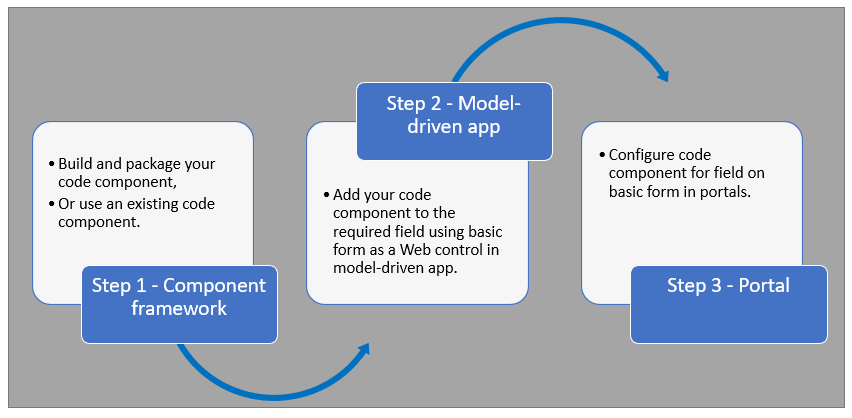 • Build and package your
code component,
• Or use an existing code
component.
Step 1 - Component
framework
Step 2 - Model-
driven app
• Add your code
component to the
required field using basic
form as a Web control in
model-driven app.
• Configure code
component for field on
basic form in portals.
Step 3 - Portal